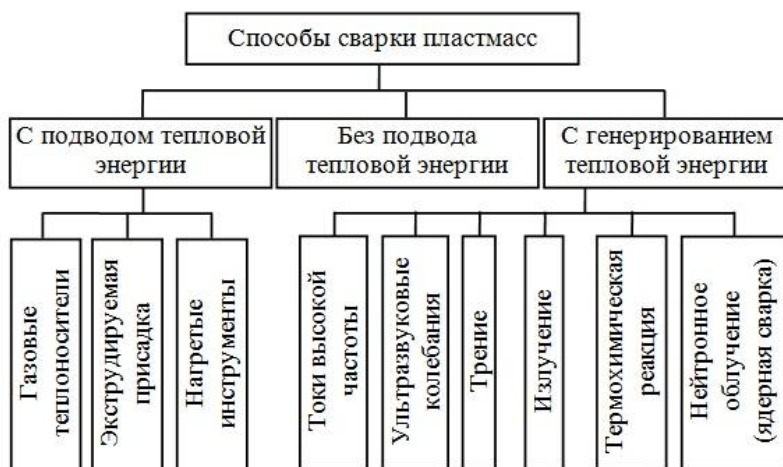 Способы сварки пластмасс
С подводом тепловой
энергии
Без подвода
тепловой энергии
С генерированием
тепловой энергии
Газовые
теплоносители
Экструдируемая
присадка
Нагретые
инструменты
Токи высокой
частоты
Ультразвуковые
колебания
Трение
Излучение
Термохимическая
реакция
Нейтронное
облучение
(ядерная сварка)